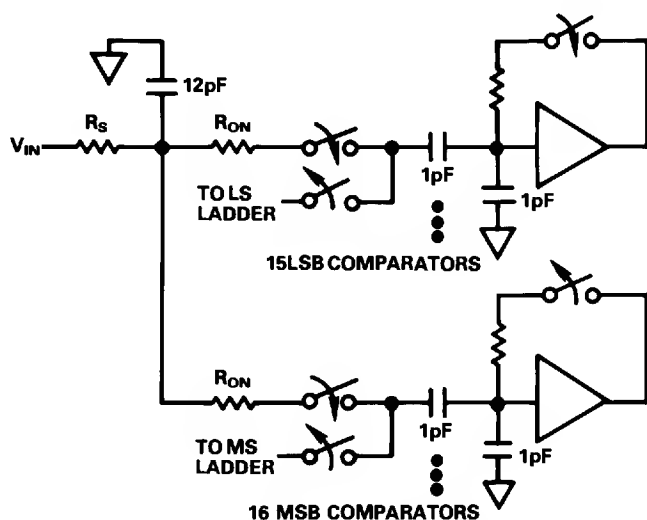 12pF
RS
RON
VIN
1pF
TO LS
LADDER
1pF
15LSB COMPARATORS
RON
1pF
TO MS
LADDER
1pF
16 MSB COMPARATORS